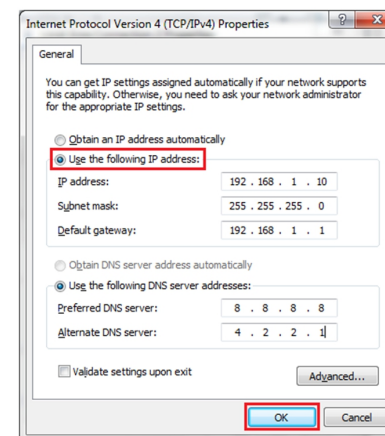 Internet Protocol Version 4 (TCP/IPv4) Properties
General
You can get IP settings assigned automatically if your network supports
this capability. Otherwise, you need to ask your network administrator
for the appropriate IP settings.
Obtain an IP address automatically
Use the following IP address:
IP address: 192 . 168 . 1 . 10
Subnet mask: 255 . 255 . 255 . 0
Default gateway: 192 . 168 . 1 . 1
Obtain DNS server address automatically
Use the following DNS server addresses:
Preferred DNS server: 8 . 8 . 8 . 8
Alternate DNS server: 4 . 2 . 2 . 1
Validate settings upon exit
Advanced...
OK Cancel